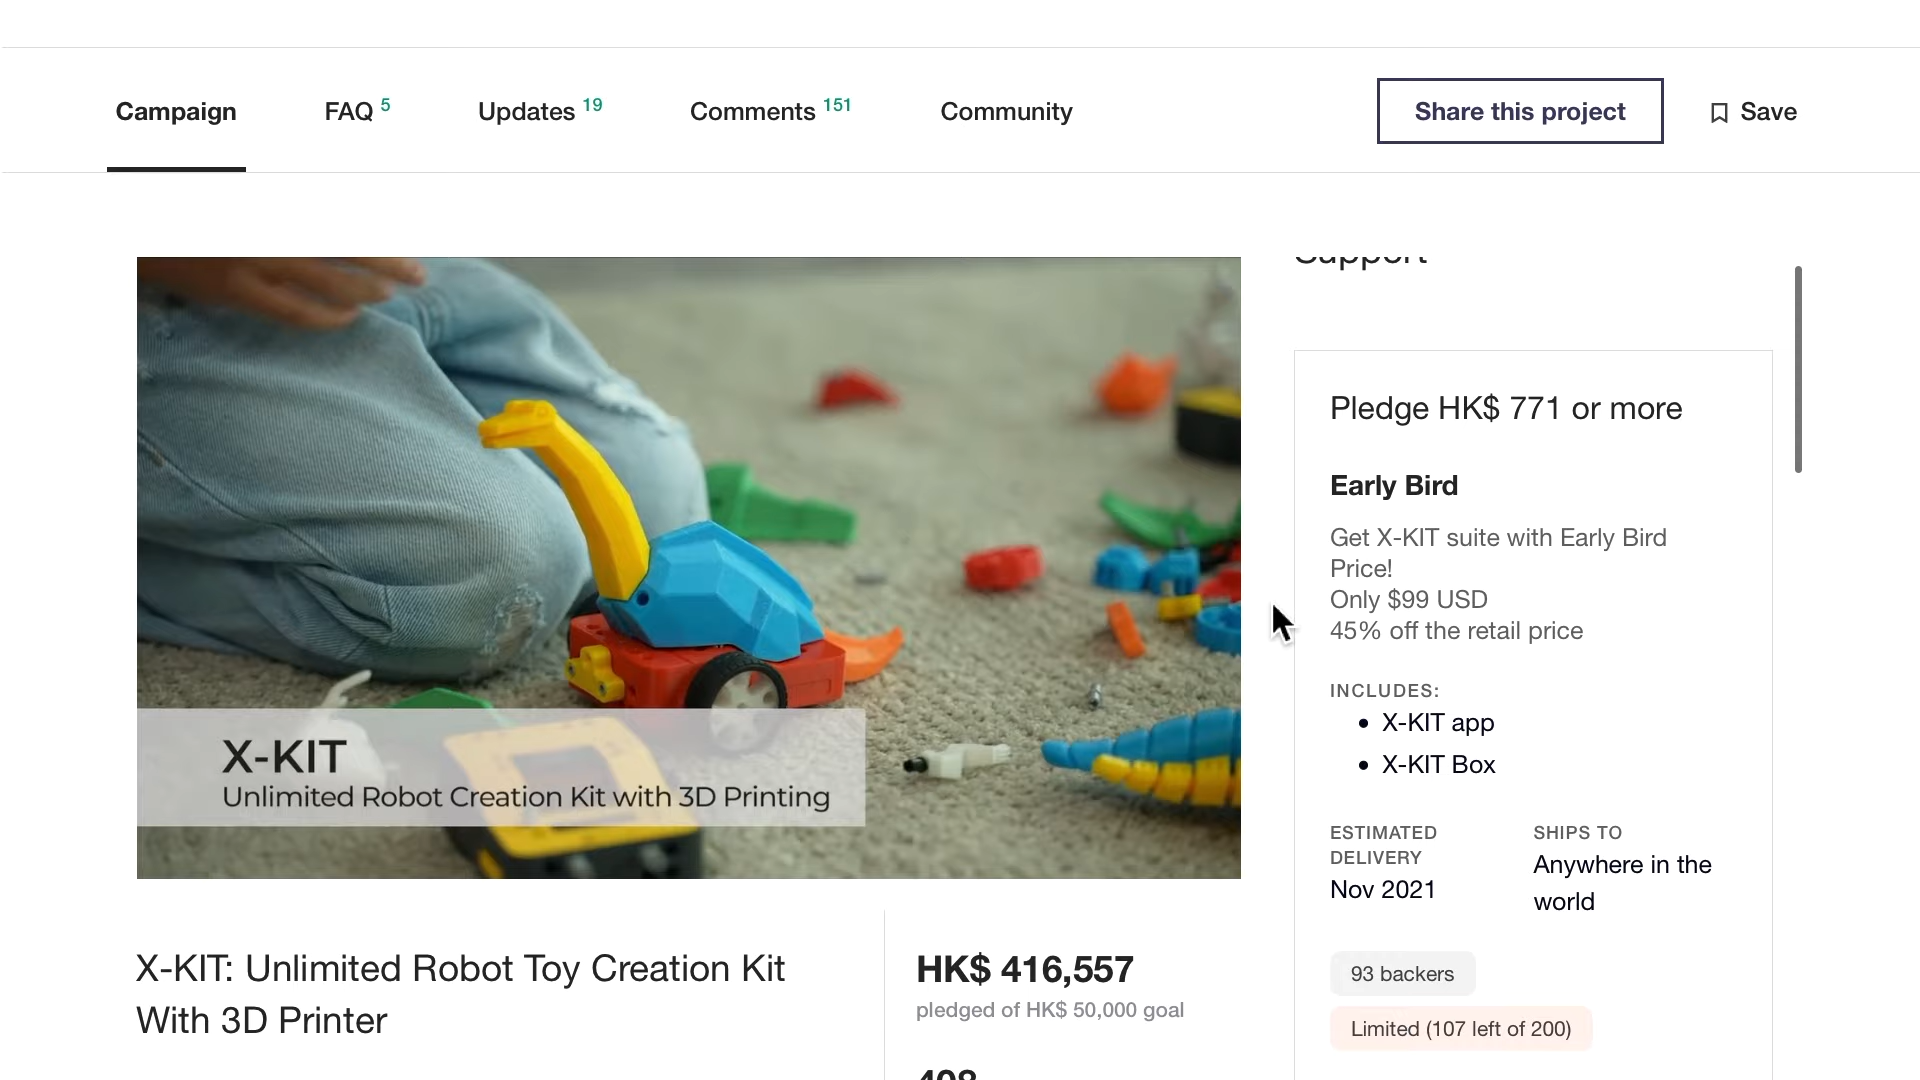 Campaign
FAQ 5
Updates 19
Comments 151
Community
Share this project
Save
Support
X-KIT
Unlimited Robot Creation Kit with 3D Printing
X-KIT: Unlimited Robot Toy Creation Kit
With 3D Printer
HK$ 416,557
pledged of HK$ 50,000 goal
408
Pledge HK$ 771 or more
Early Bird
Get X-KIT suite with Early Bird
Price!
Only $99 USD
45% off the retail price
INCLUDES:
• X-KIT app
• X-KIT Box
ESTIMATED
DELIVERY
Nov 2021
SHIPS TO
Anywhere in the
world
93 backers
Limited (107 left of 200)